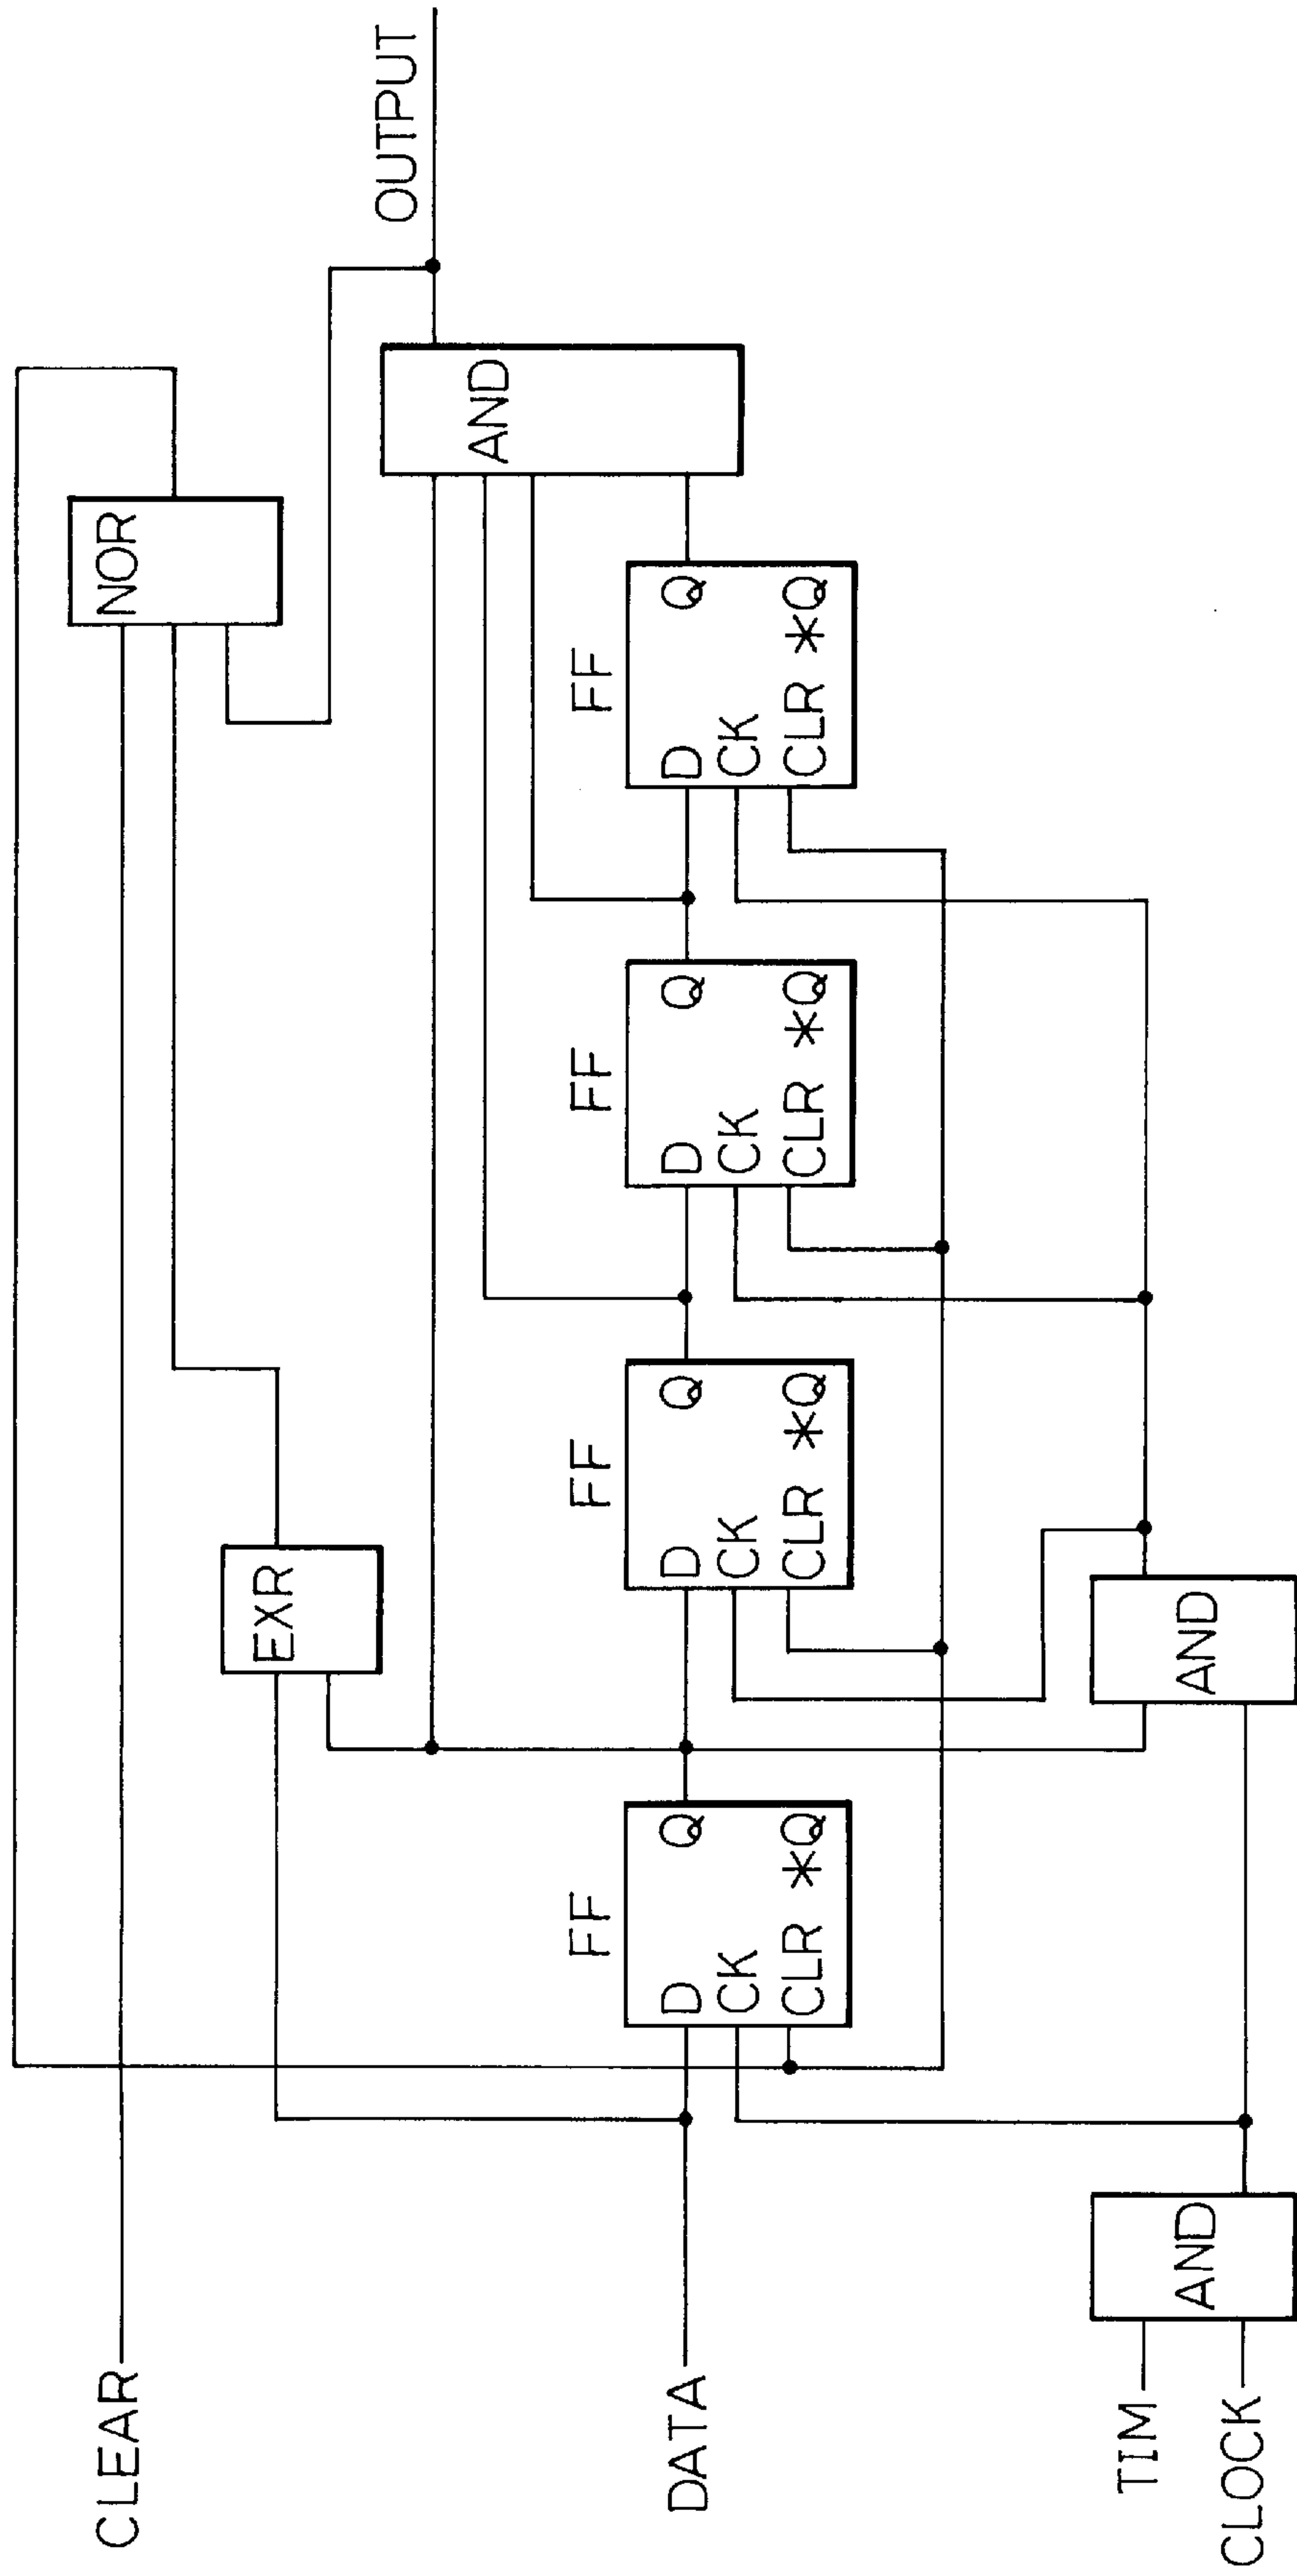 CLEAR
NOR
OUTPUT
EXR
AND
DATA
FF
D
Q
CK
CLR *Q
FF
D
Q
CK
CLR *Q
FF
D
Q
CK
CLR *Q
FF
D
Q
CK
CLR *Q
TIM
CLOCK
AND
AND